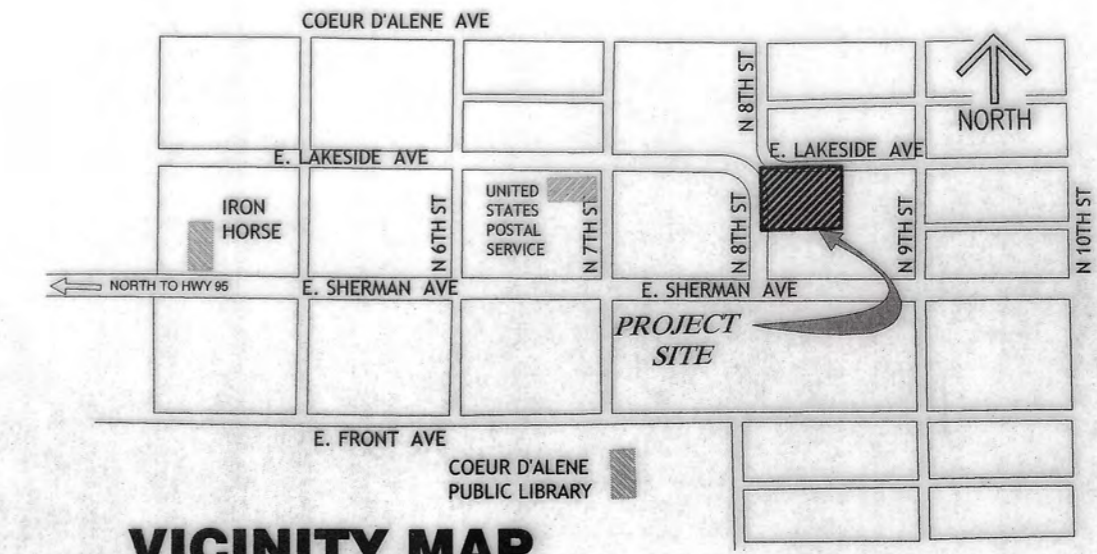 COEUR D'ALENE AVE
N 8TH ST
NORTH
E. LAKESIDE AVE
E. LAKESIDE AVE
IRON
HORSE
N 6TH ST
UNITED
STATES
POSTAL
SERVICE
N 7TH ST
N 8TH ST
N 9TH ST
N 10TH ST
NORTH TO HWY 95
E. SHERMAN AVE
E. SHERMAN AVE
PROJECT
SITE
E. FRONT AVE
COEUR D'ALENE
PUBLIC LIBRARY
VICINITY MAP